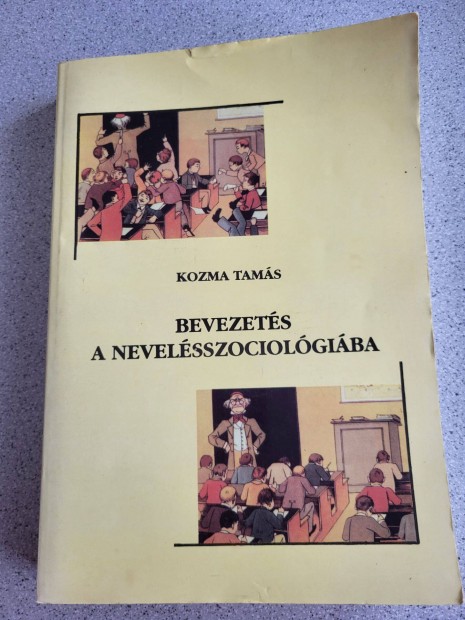 KOZMA TAMÁS
BEVEZETÉS
A NEVELÉSSZOCIOLÓGIÁBA